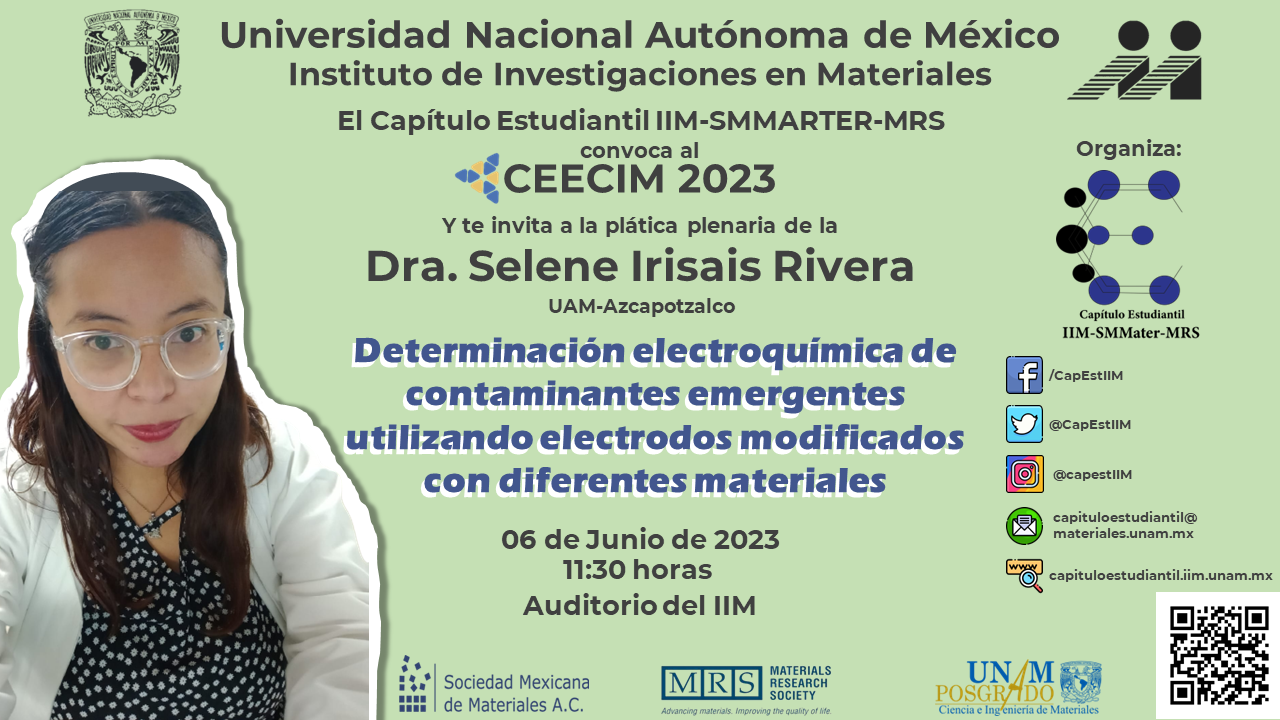 Universidad Nacional Autónoma de México
Instituto de Investigaciones en Materiales
El Capítulo Estudiantil IIM-SMMARTER-MRS
convoca al
CEECIM 2023
Y te invita a la plática plenaria de la
Dra. Selene Irisais Rivera
UAM-Azcapotzalco
Determinación electroquímica de
contaminantes emergentes
utilizando electrodos modificados
con diferentes materiales
06 de Junio de 2023
11:30 horas
Auditorio del IIM
Organiza:
Capítulo Estudiantil
IIM-SMMater-MRS
/CapEstIIM
@CapEstIIM
@capestIIM
capituloestudiantil@
materiales.unam.mx
www
capituloestudiantil.iim.unam.mx
Sociedad Mexicana
de Materiales A.C.
MRS
MATERIALS
RESEARCH
SOCIETY
Advancing materials. Improving the quality of life.
UNAM
POSGRADO
Ciencia e Ingeniería de Materiales